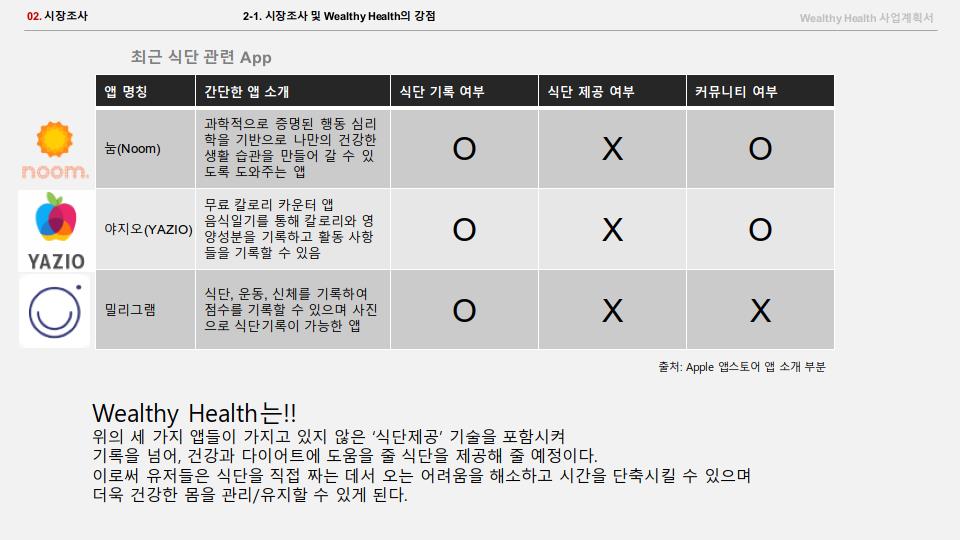 02. 시장조사
2-1. 시장조사 및 Wealthy Health의 강점
Wealthy Health 사업계획서
최근 식단 관련 App
앱 명칭
간단한 앱 소개
식단 기록 여부
식단 제공 여부
커뮤니티 여부
noom.
눔(Noom)
과학적으로 증명된 행동 심리
학을 기반으로 나만의 건강한
생활 습관을 만들어 갈 수 있
도록 도와주는 앱
O
X
O
YAZIO
야지오(YAZIO)
무료 칼로리 카운터 앱
음식일기를 통해 칼로리와 영
양성분을 기록하고 활동 사항
들을 기록할 수 있음
O
X
O
밀리그램
식단, 운동, 신체를 기록하여
점수를 기록할 수 있으며 사진
으로 식단기록이 가능한 앱
O
X
X
출처: Apple 앱스토어 앱 소개 부분
Wealthy Health는!!
위의 세 가지 앱들이 가지고 있지 않은 ‘식단제공’ 기술을 포함시켜
기록을 넘어, 건강과 다이어트에 도움을 줄 식단을 제공해 줄 예정이다.
이로써 유저들은 식단을 직접 짜는 데서 오는 어려움을 해소하고 시간을 단축시킬 수 있으며
더욱 건강한 몸을 관리/유지할 수 있게 된다.